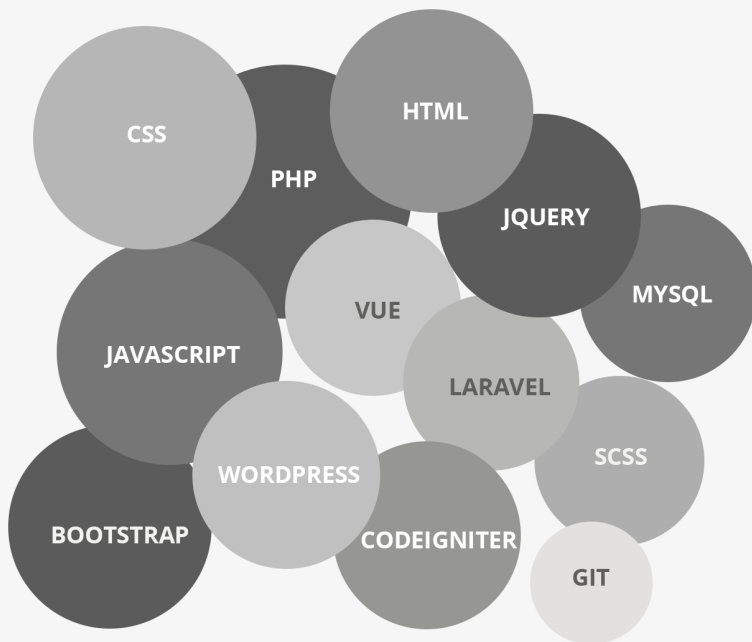 HTML
CSS
PHP
JQUERY
MYSQL
VUE
JAVASCRIPT
LARAVEL
SCSS
WORDPRESS
BOOTSTRAP
CODEIGNITER
GIT